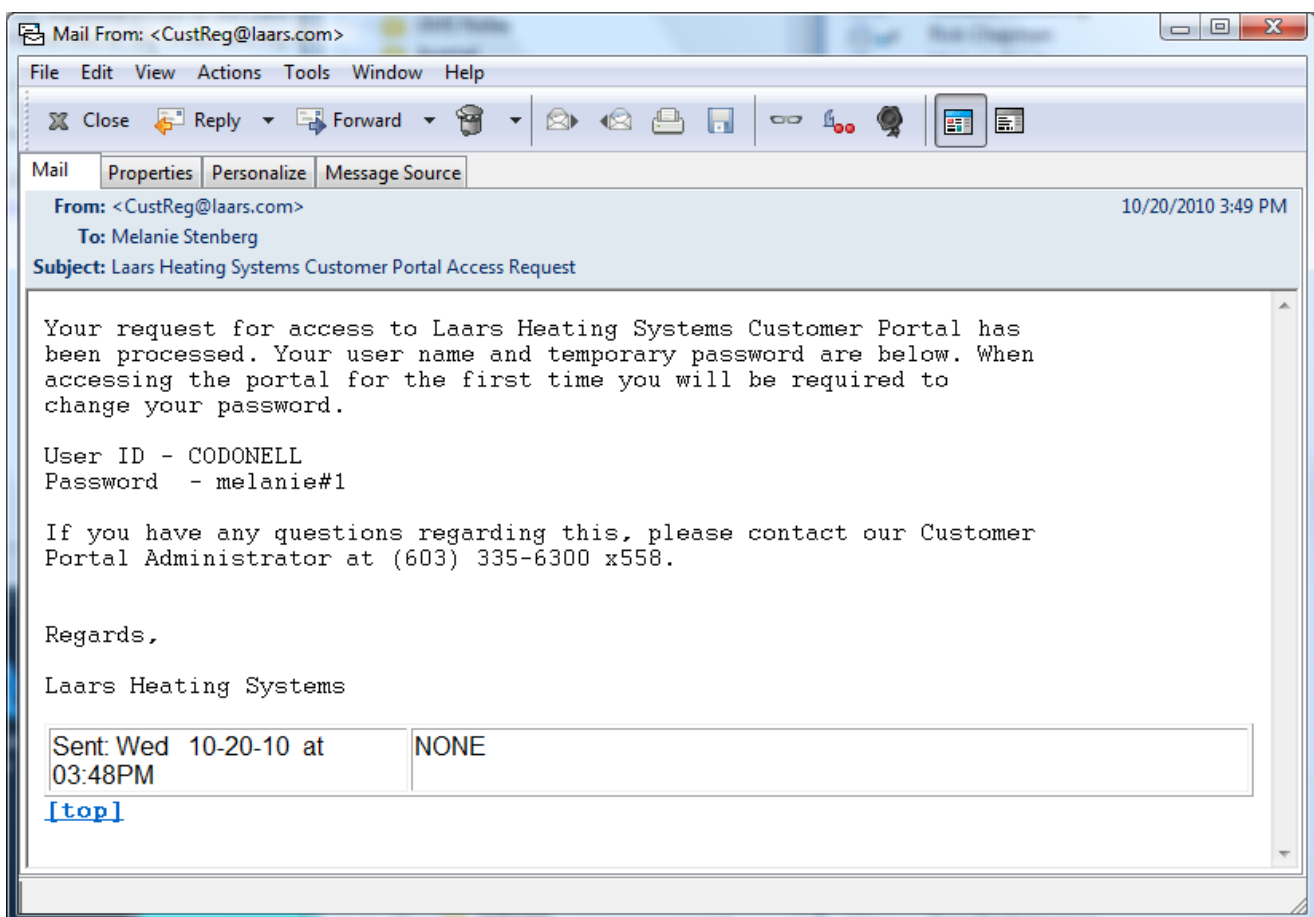 Mail From: <CustReg@laars.com>
File Edit View Actions Tools Window Help
Close Reply Forward
Mail Properties Personalize Message Source
From: <CustReg@laars.com> 10/20/2010 3:49 PM
To: Melanie Stenberg
Subject: Laars Heating Systems Customer Portal Access Request
Your request for access to Laars Heating Systems Customer Portal has
been processed. Your user name and temporary password are below. When
accessing the portal for the first time you will be required to
change your password.
User ID - CODONELL
Password - melanie#1
If you have any questions regarding this, please contact our Customer
Portal Administrator at (603) 335-6300 x558.
Regards,
Laars Heating Systems
Sent: Wed 10-20-10 at NONE
03:48PM
[top]